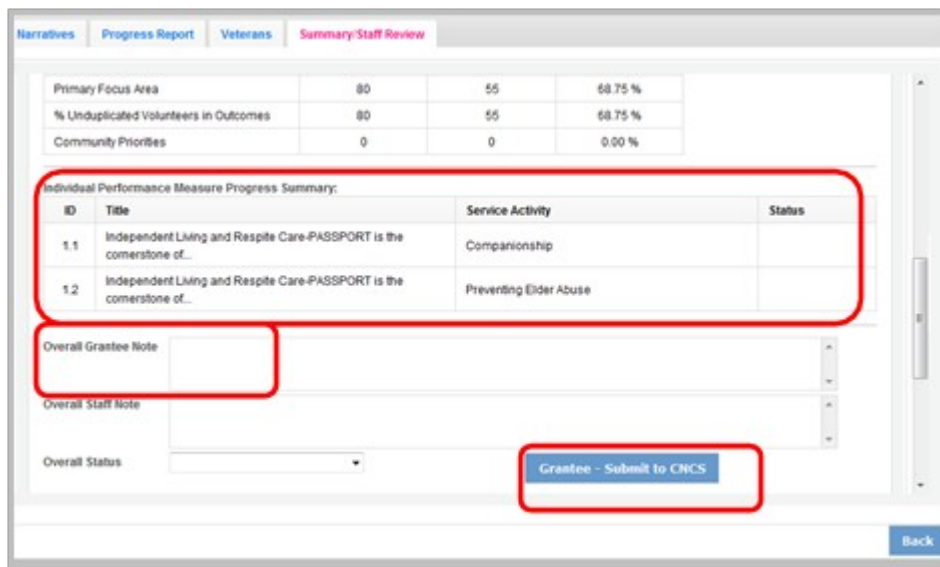 Narratives Progress Report Veterans Summary/Staff Review
Primary Focus Area 80 55 68.75 %
% Unduplicated Volunteers in Outcomes 80 55 68.75 %
Community Priorities 0 0 0.00 %
Individual Performance Measure Progress Summary:
ID Title Service Activity Status
1.1 Independent Living and Respite Care-PASSPORT is the cornerstone of... Companionship
1.2 Independent Living and Respite Care-PASSPORT is the cornerstone of... Preventing Elder Abuse
Overall Grantee Note
Overall Staff Note
Overall Status
Grantee - Submit to CNCS
Back